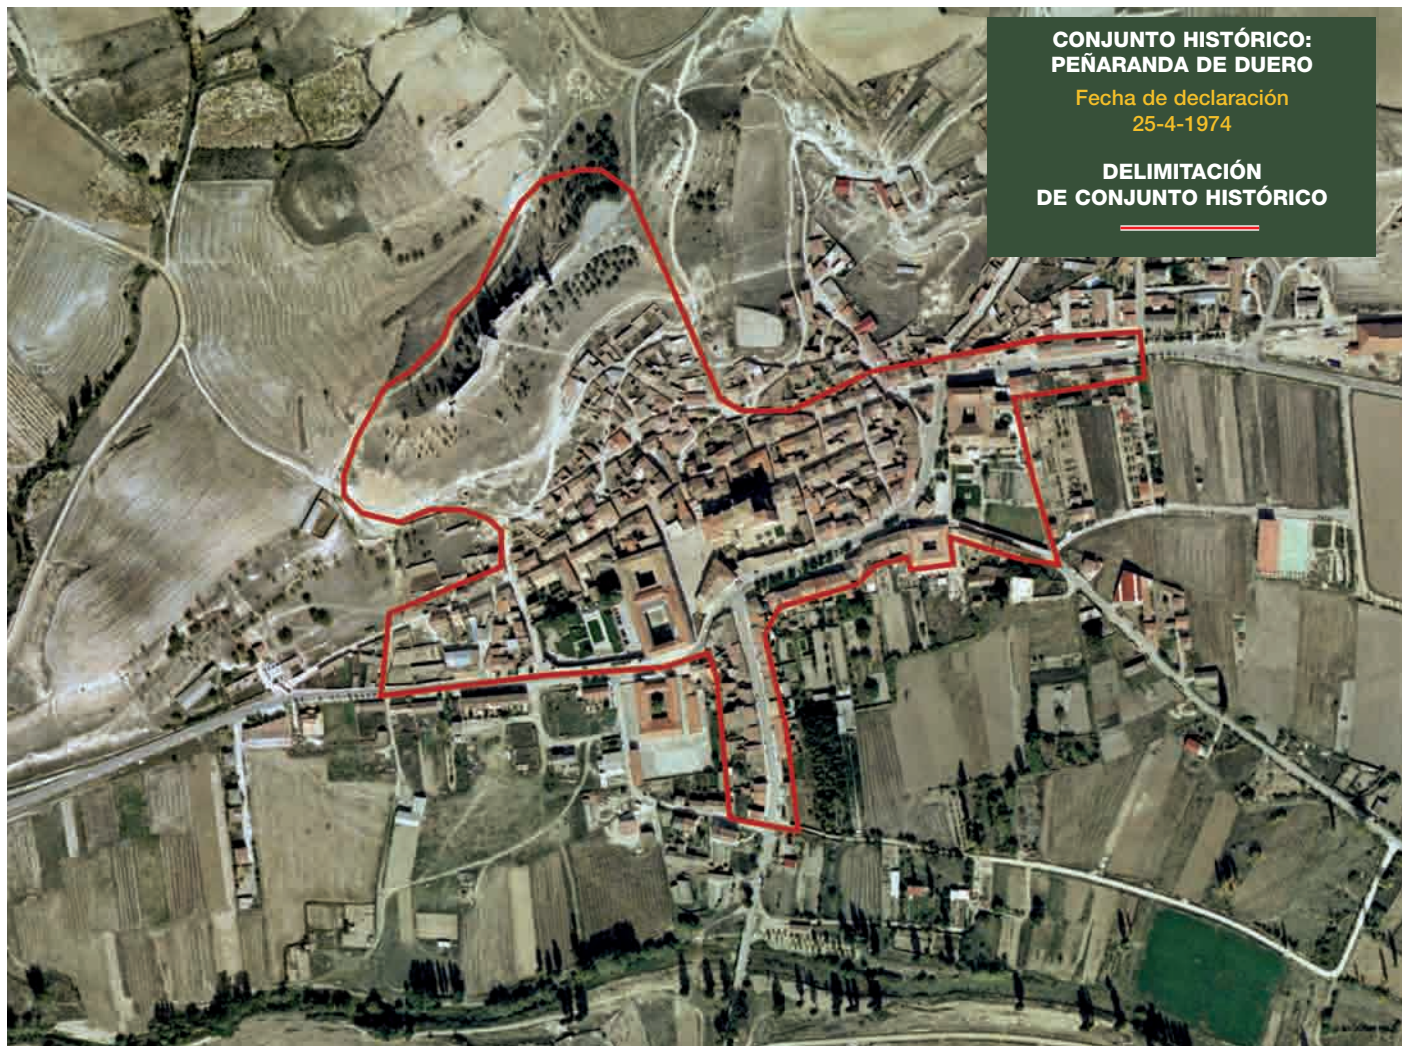 CONJUNTO HISTÓRICO:
PEÑARANDA DE DUERO
Fecha de declaración
25-4-1974
DELIMITACIÓN
DE CONJUNTO HISTÓRICO